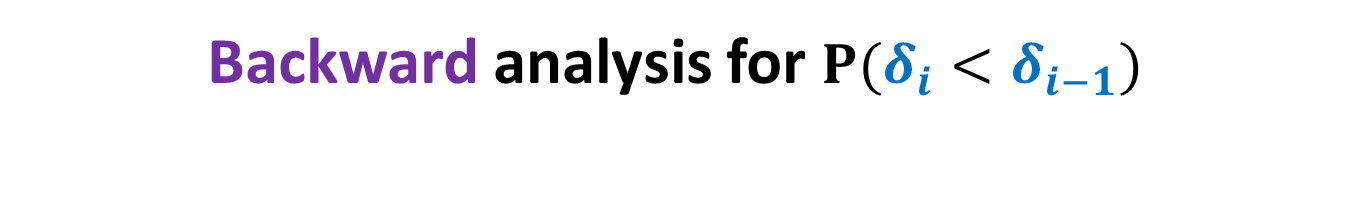 Backward analysis for P(δᵢ < δᵢ₋₁)